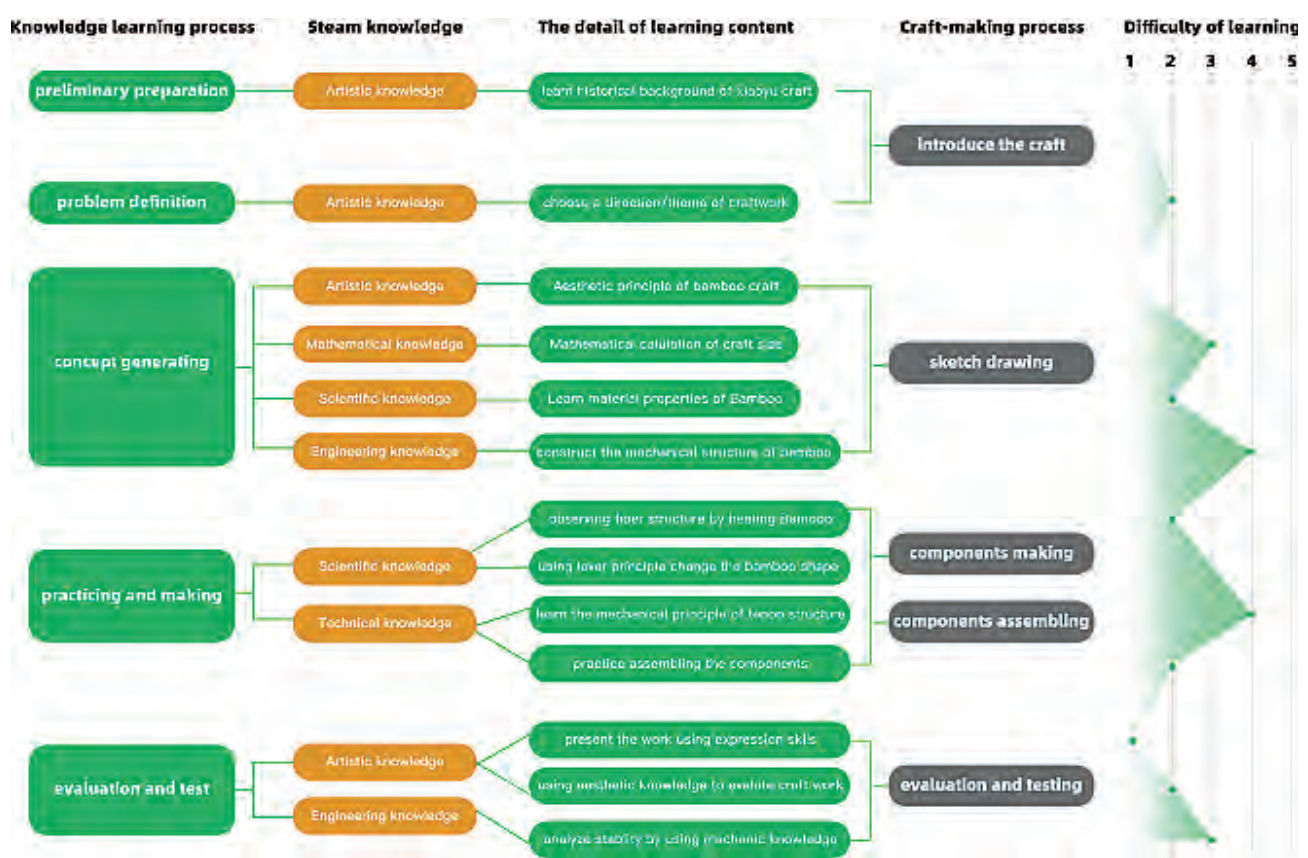 Knowledge learning process
Steam knowledge
The detail of learning content
Craft-making process
Difficulty of learning
1 2 3 4 5
preliminary preparation
Artistic knowledge
learn historical background of xiaoyu craft
introduce the craft
problem definition
Artistic knowledge
choose a direction/theme of craftwork
concept generating
Artistic knowledge
Aesthetic principle of bamboo craft
Mathematical knowledge
Mathematical calulation of craft size
sketch drawing
Scientific knowledge
Learn material properties of Bamboo
Engineering knowledge
construct the mechanical structure of bamboo
practicing and making
Scientific knowledge
observing fiber structure by Bamboo
using lever principle change the bamboo shape
components making
Technical knowledge
learn the mechanical principle of tenon structure
practice assembling the components
components assembling
evaluation and test
Artistic knowledge
present the work using expression skils
using aesthetic knowledge to evalute craftwork
evaluation and testing
Engineering knowledge
analyze stablity by using mechanic knowledge